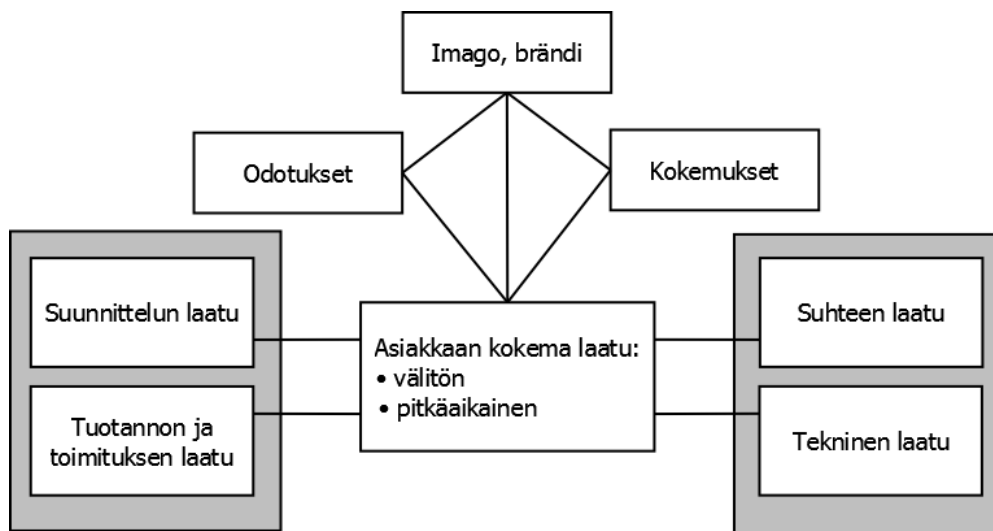 Imago, brändi
Odotukset
Kokemukset
Suunnittelun laatu
Tuotannon ja
toimituksen laatu
Asiakkaan kokema laatu:
• välitön
• pitkäaikainen
Suhteen laatu
Tekninen laatu